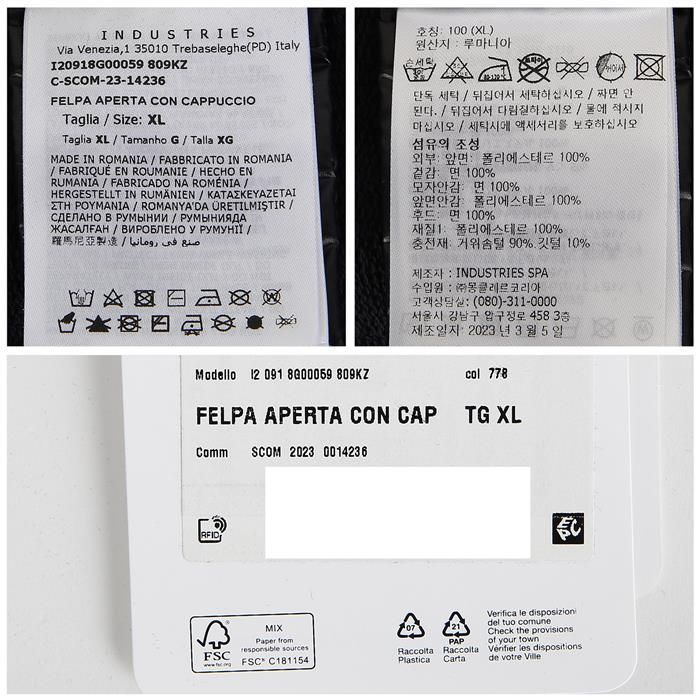 INDUSTRIES
Via Venezia,1 35010 Trebaseleghe(PD) Italy
I20918G00059 809KZ
C-SCOM-23-14236
FELPA APERTA CON CAPPUCCIO
Taglia / Size: XL
Taglia XL / Tamanho G / Talla XG
MADE IN ROMANIA / FABBRICATO IN ROMANIA
/ FABRIQUÉ EN ROUMANIE / HECHO EN
RUMANIA / FABRICADO NA ROMÉNIA /
HERGESTELLT IN RUMÄNIEN / ΚΑΤΑΣΚΕΥΑΖΕΤΑΙ
ΣΤΗ ΡΟΥΜΑΝΙΑ / ROMANYA'DA ÜRETILMIŞTIR /
СДЕЛАНО В РУМЫНИИ / РУМЫНИЯДА
ЖАСАЛҒАН / ВИРОБЛЕНО У РУМУНІЇ /
羅馬尼亞製造 / صنع في رومانيا
호칭: 100 (XL)
원산지: 루마니아
손세탁
80-120℃
드라이
단독 세탁 / 뒤집어서 세탁하십시오 / 짜면 안
된다. / 뒤집어서 다림질하십시오 / 물에 적시지
마십시오 / 세탁시에 액세서리를 보호하십시오
섬유의 조성
외부: 앞면: 폴리에스테르 100%
겉감: 면 100%
모자안감: 면 100%
앞면안감: 폴리에스테르 100%
후드: 면 100%
재질1: 폴리에스테르 100%
충전재: 거위솜털 90%.깃털 10%
제조자: INDUSTRIES SPA
수입원: ㈜몽클레르코리아
고객상담실: (080)-311-0000
서울시 강남구 압구정로 458 3층
제조일지: 2023 년 3 월 5 일
Modello I2 091 8G00059 809KZ col 778
FELPA APERTA CON CAP TG XL
Comm SCOM 2023 0014236
RFID
EPC
FSC
www.fsc.org
MIX
Paper from
responsible sources
FSC® C181154
07
Raccolta
Plastica
21
PAP
Raccolta
Carta
Verifica le disposizioni
del tuo comune
Check the provisions
of your town
Vérifier les dispositions
de votre Ville